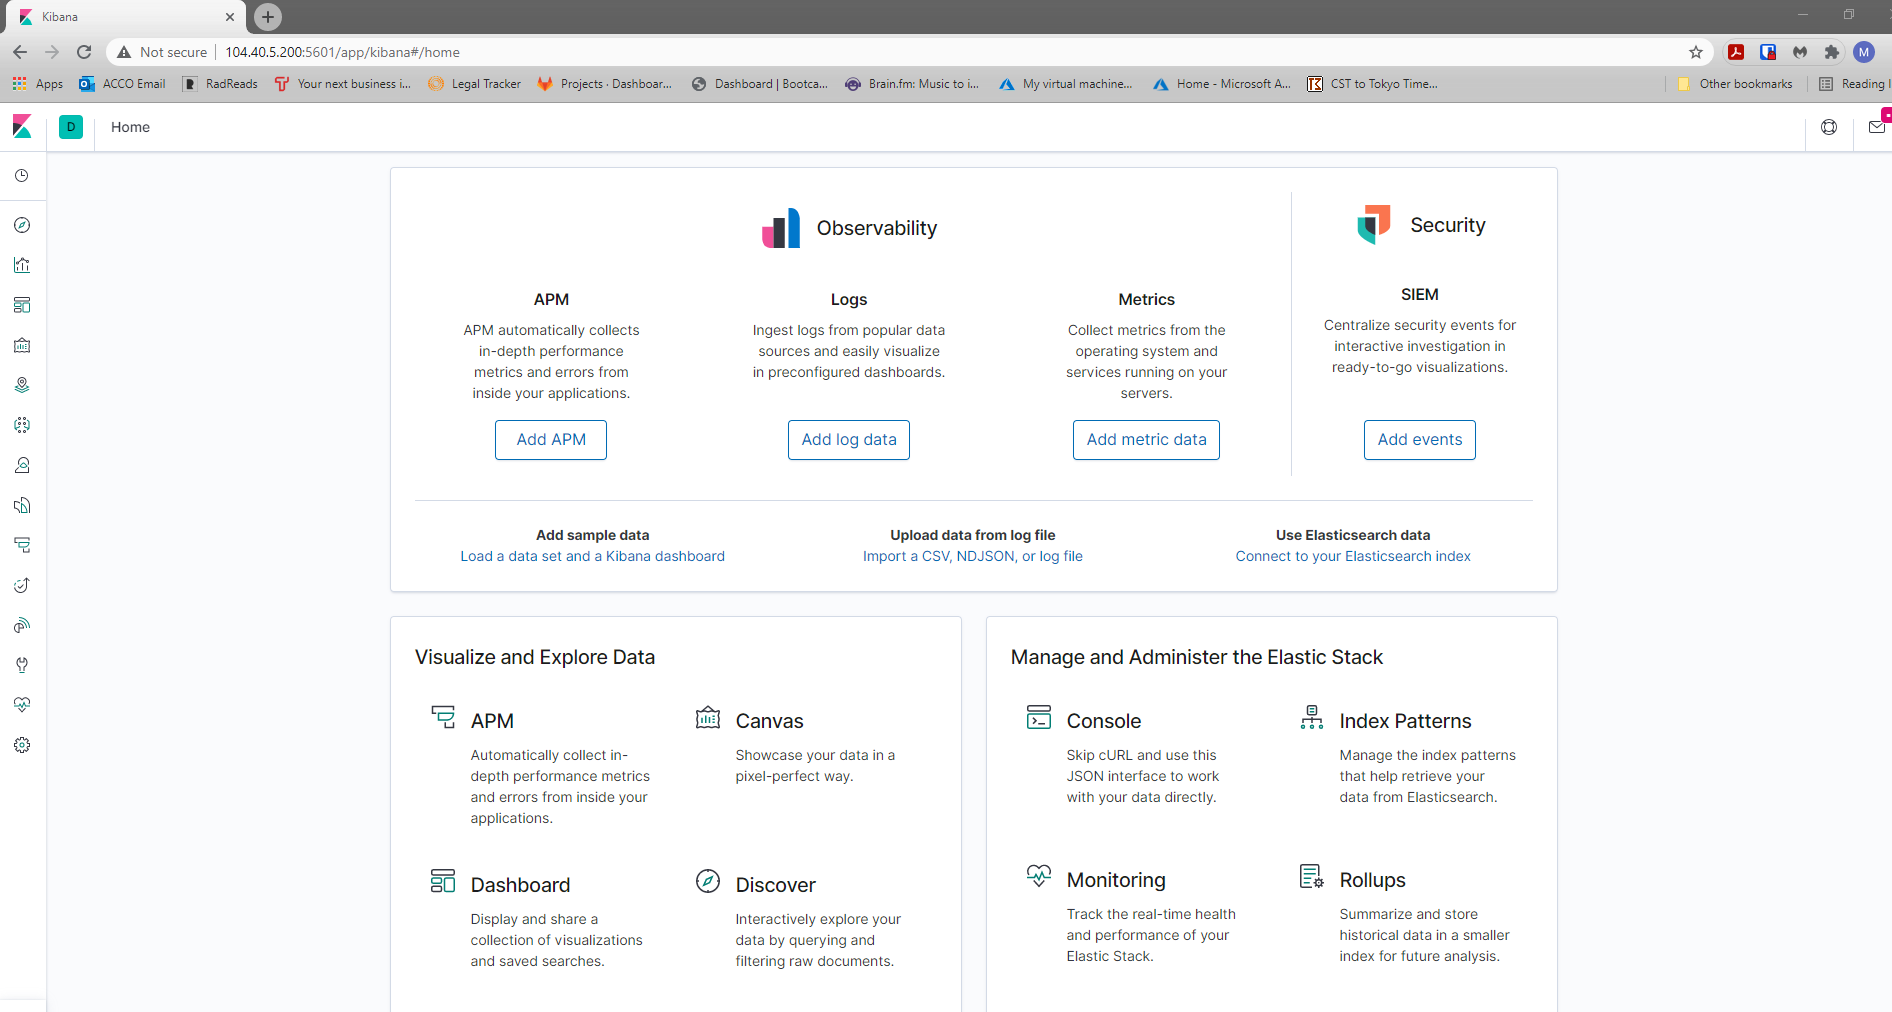 Kibana
Not secure | 104.40.5.200:5601/app/kibana#/home
M
Apps ACCO Email RadReads Your next business i... Legal Tracker Projects · Dashboar... Dashboard | Bootca... Brain.fm: Music to i... My virtual machine... Home - Microsoft A... CST to Tokyo Time... Other bookmarks Reading
D Home
Observability
Security
APM
APM automatically collects
in-depth performance
metrics and errors from
inside your applications.
Add APM
Logs
Ingest logs from popular data
sources and easily visualize
in preconfigured dashboards.
Add log data
Metrics
Collect metrics from the
operating system and
services running on your
servers.
Add metric data
SIEM
Centralize security events for
interactive investigation in
ready-to-go visualizations.
Add events
Add sample data
Load a data set and a Kibana dashboard
Upload data from log file
Import a CSV, NDJSON, or log file
Use Elasticsearch data
Connect to your Elasticsearch index
Visualize and Explore Data
APM
Automatically collect in-
depth performance metrics
and errors from inside your
applications.
Canvas
Showcase your data in a
pixel-perfect way.
Dashboard
Display and share a
collection of visualizations
and saved searches.
Discover
Interactively explore your
data by querying and
filtering raw documents.
Manage and Administer the Elastic Stack
Console
Skip cURL and use this
JSON interface to work
with your data directly.
Index Patterns
Manage the index patterns
that help retrieve your
data from Elasticsearch.
Monitoring
Track the real-time health
and performance of your
Elastic Stack.
Rollups
Summarize and store
historical data in a smaller
index for future analysis.